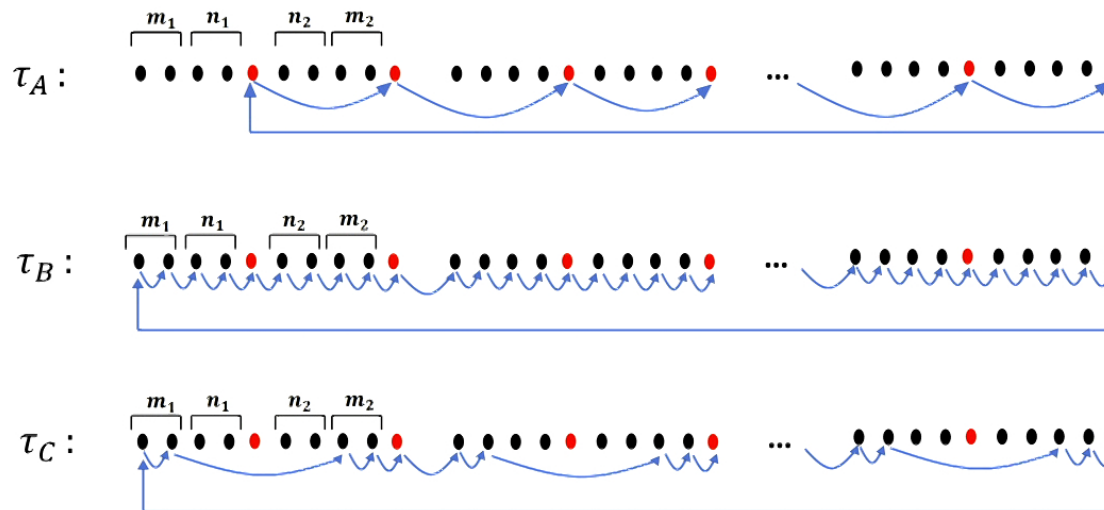 m₁ n₁ n₂ m₂
τ_A: ...
m₁ n₁ n₂ m₂
τ_B: ...
m₁ n₁ n₂ m₂
τ_C: ...